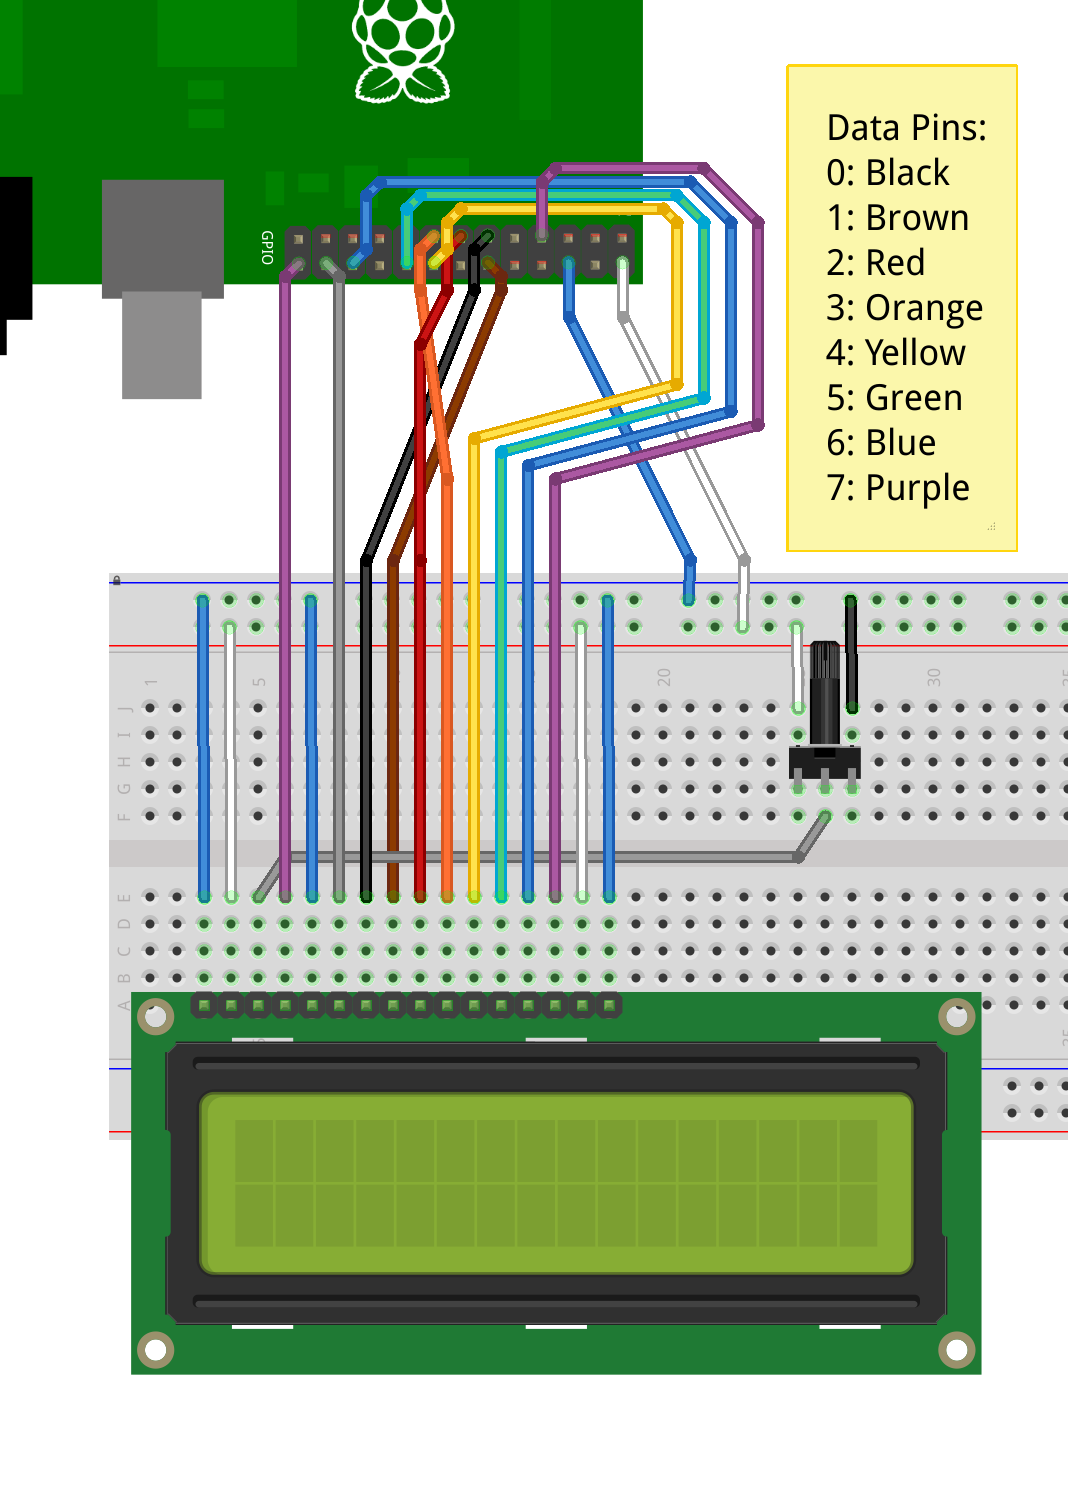 GPIO
Data Pins:
0: Black
1: Brown
2: Red
3: Orange
4: Yellow
5: Green
6: Blue
7: Purple
1
5
20
30
J
I
H
G
F
E
D
C
B
A